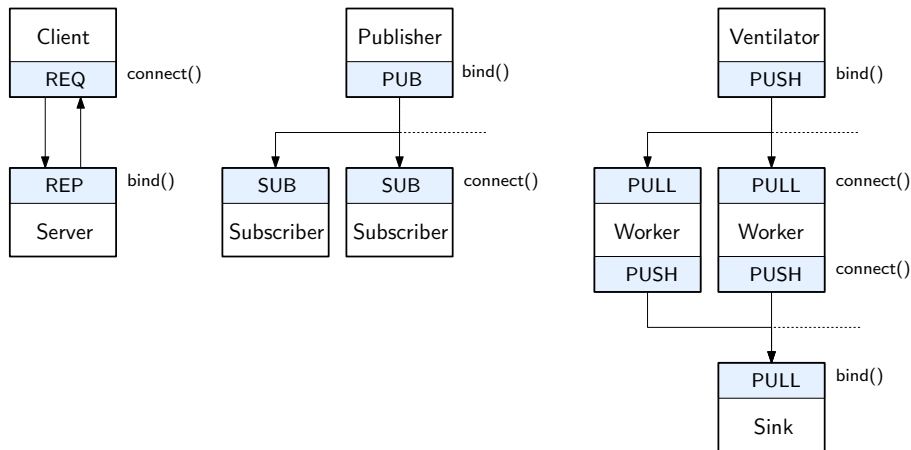 Client
REQ
connect()
REP
bind()
Server
Publisher
PUB
bind()
SUB
SUB
connect()
Subscriber
Subscriber
Ventilator
PUSH
bind()
PULL
PULL
connect()
Worker
Worker
PUSH
PUSH
connect()
PULL
bind()
Sink